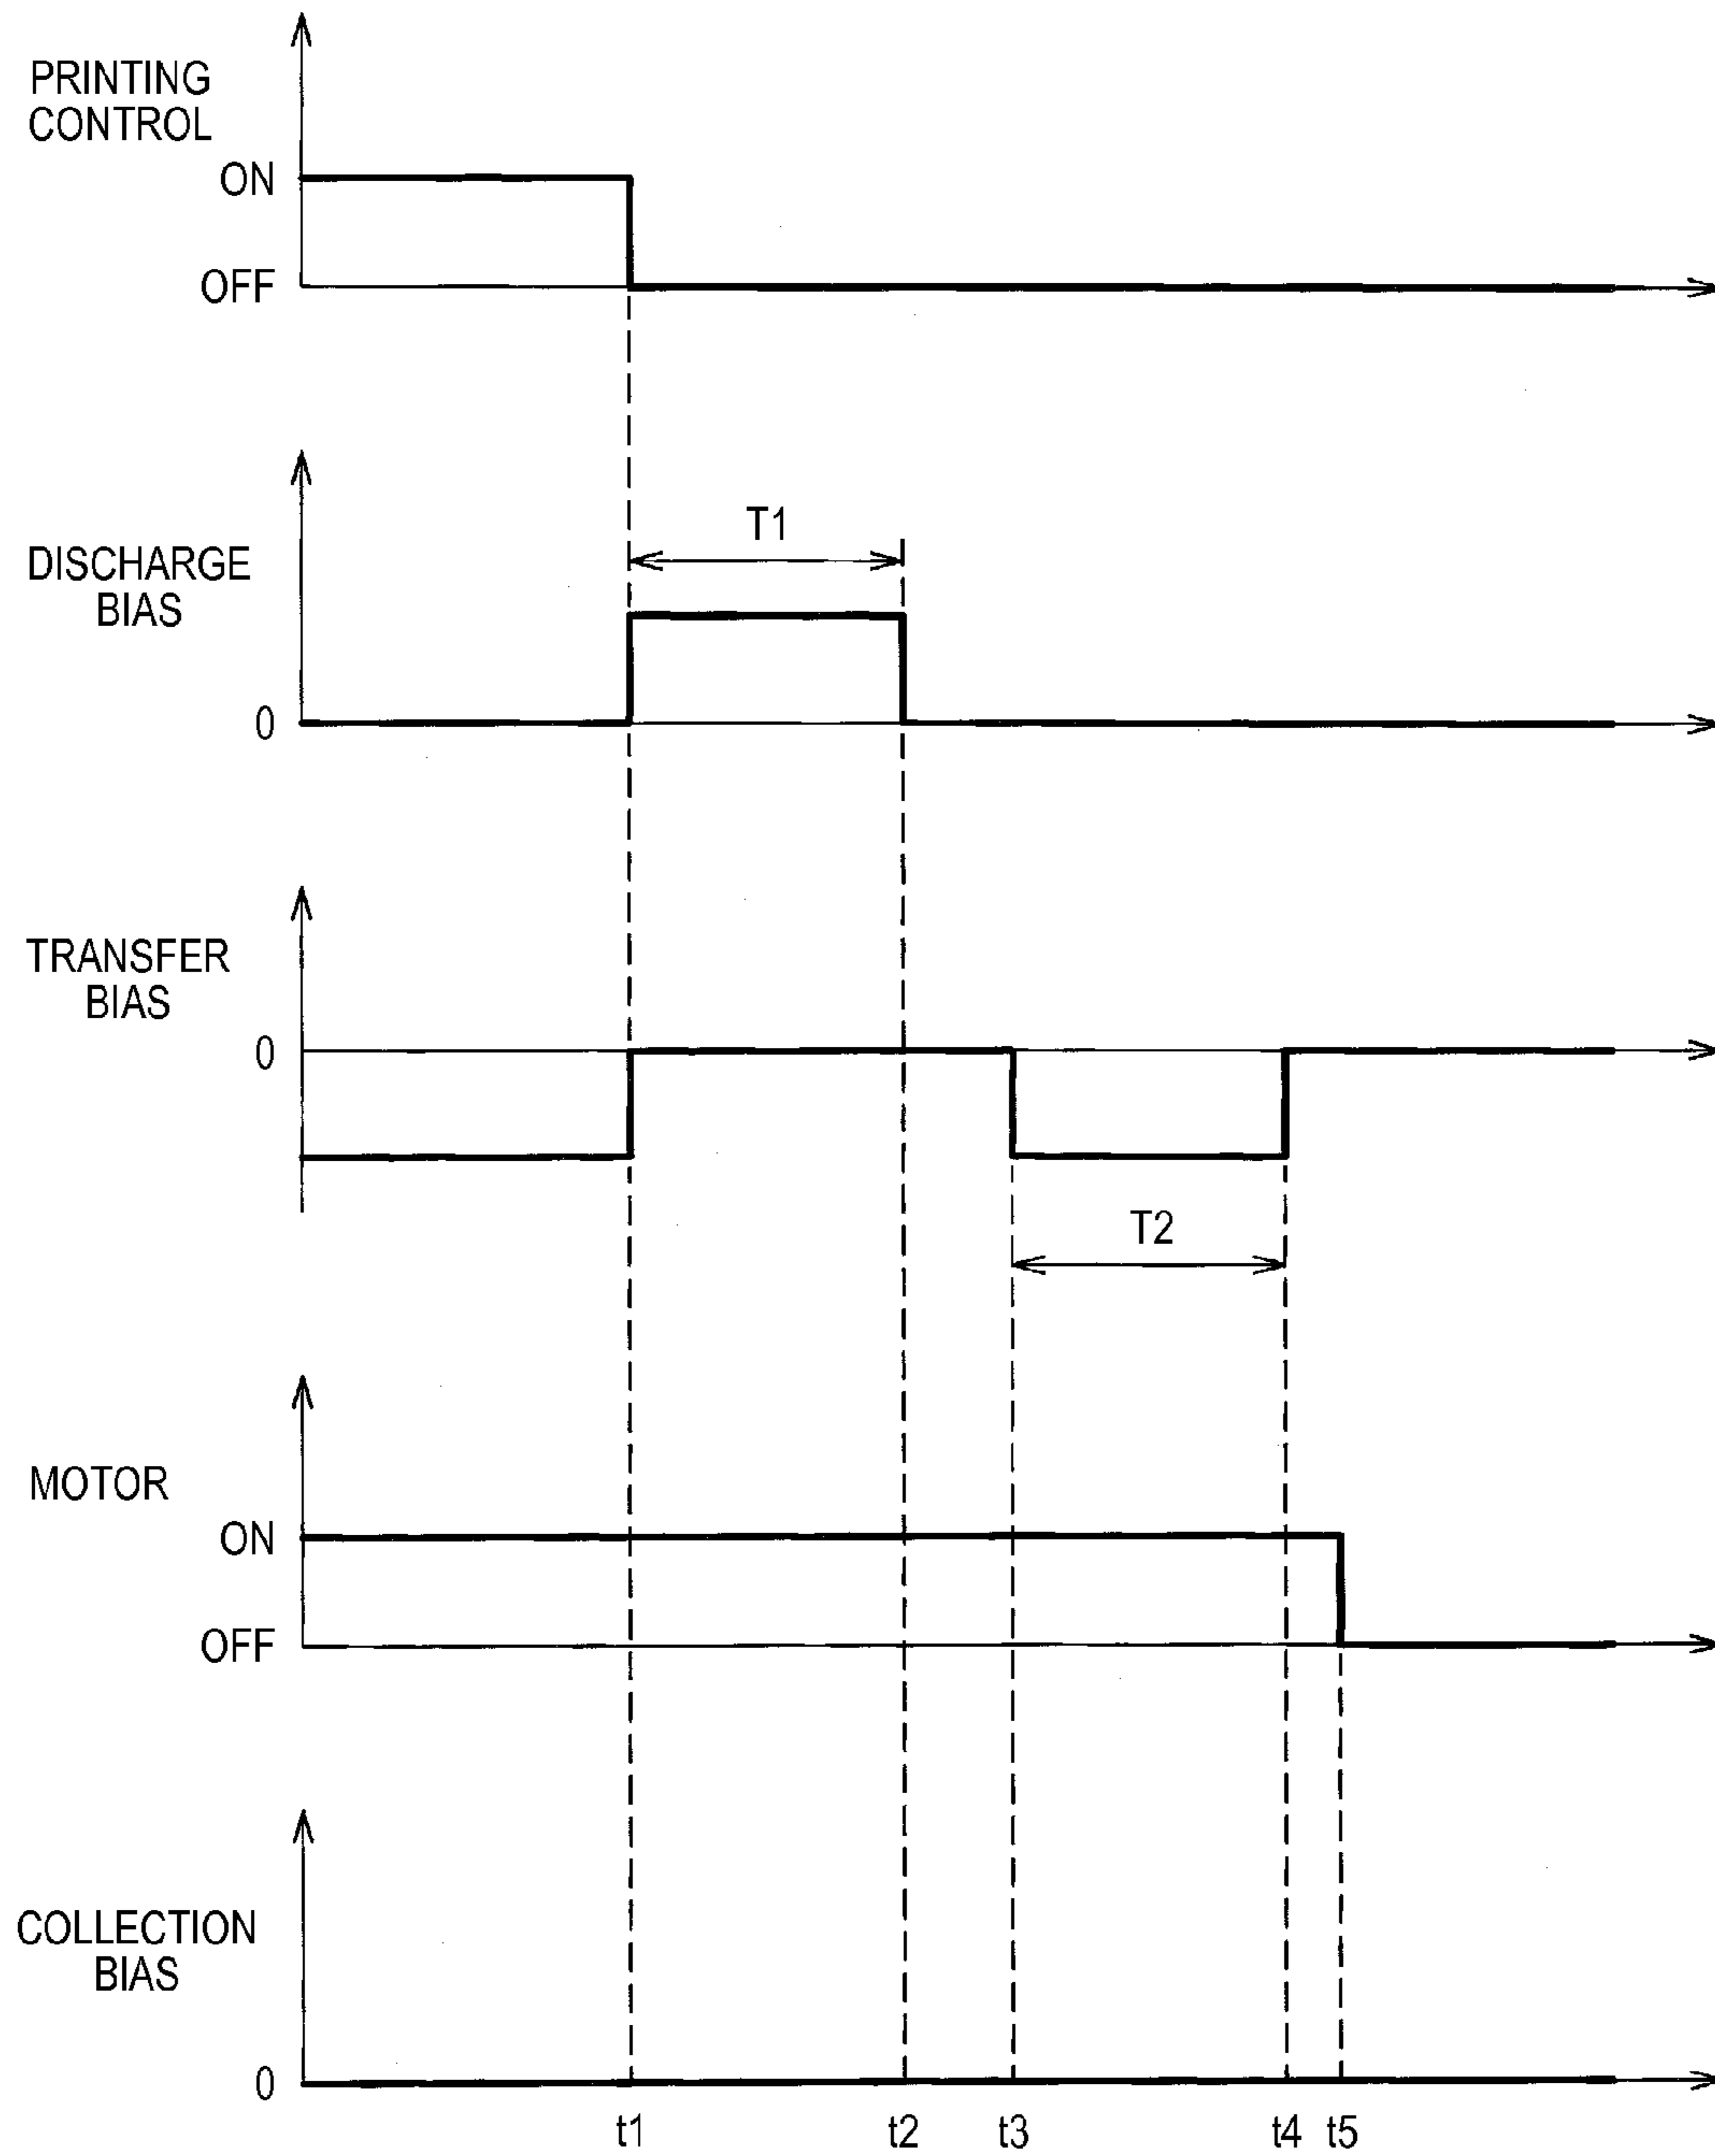 PRINTING
CONTROL
ON
OFF
T1
DISCHARGE
BIAS
0
TRANSFER
BIAS
0
T2
MOTOR
ON
OFF
COLLECTION
BIAS
0
t1 t2 t3 t4 t5